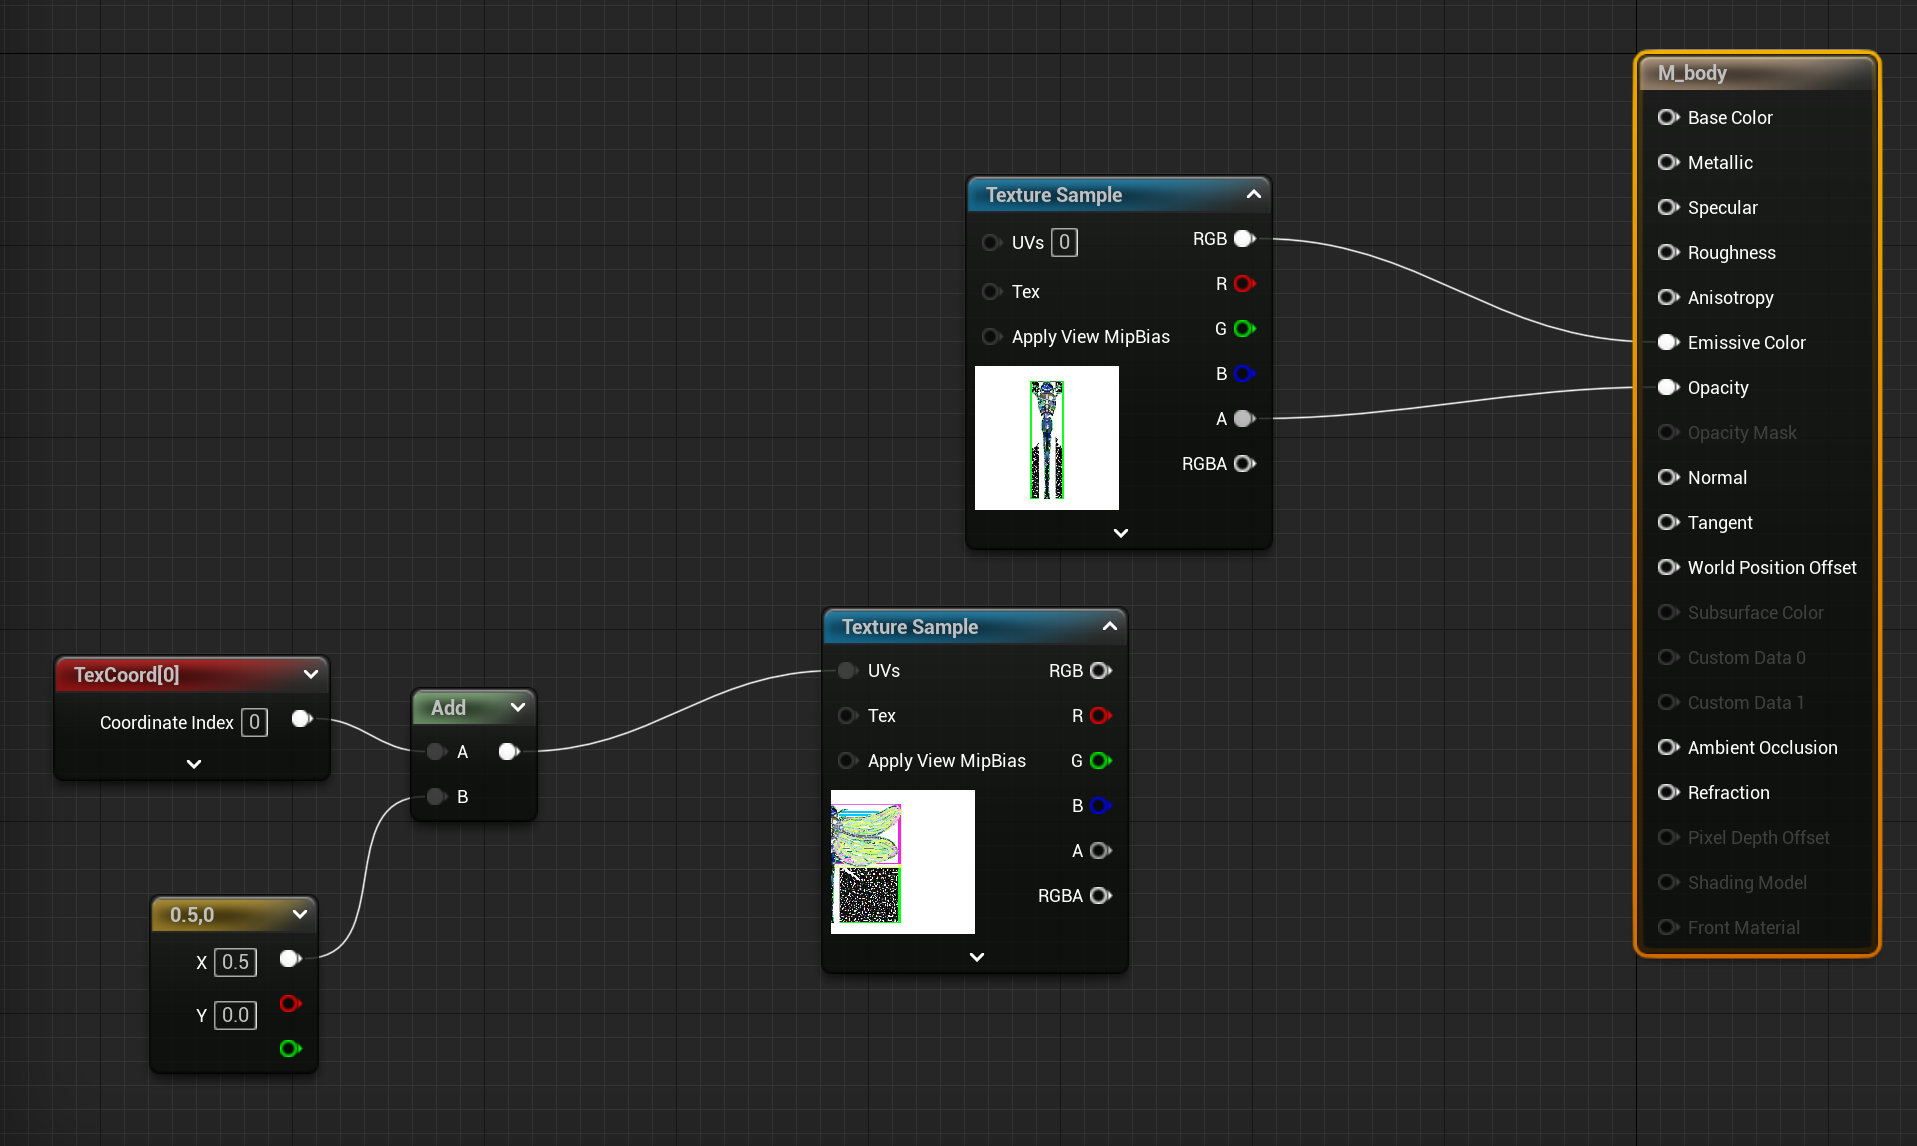 M_body
Base Color
Metallic
Specular
Roughness
Anisotropy
Emissive Color
Opacity
Opacity Mask
Normal
Tangent
World Position Offset
Subsurface Color
Custom Data 0
Custom Data 1
Ambient Occlusion
Refraction
Pixel Depth Offset
Shading Model
Front Material
Texture Sample
UVs 0 RGB
R
Tex
G
Apply View MipBias
B
A
RGBA
Texture Sample
UVs RGB
Tex R
Apply View MipBias G
B
A
RGBA
TexCoord[0]
Coordinate Index 0
Add
A
B
0.5,0
X 0.5
Y 0.0